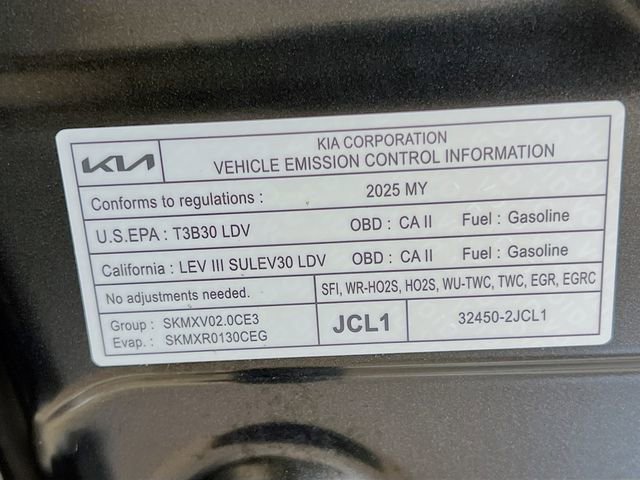 KIA
KIA CORPORATION
VEHICLE EMISSION CONTROL INFORMATION
Conforms to regulations : 2025 MY
U.S.EPA : T3B30 LDV OBD : CA II Fuel : Gasoline
California : LEV III SULEV30 LDV OBD : CA II Fuel : Gasoline
No adjustments needed. SFI, WR-HO2S, HO2S, WU-TWC, TWC, EGR, EGRC
Group : SKMXV02.0CE3
Evap. : SKMXR0130CEG
JCL1
32450-2JCL1